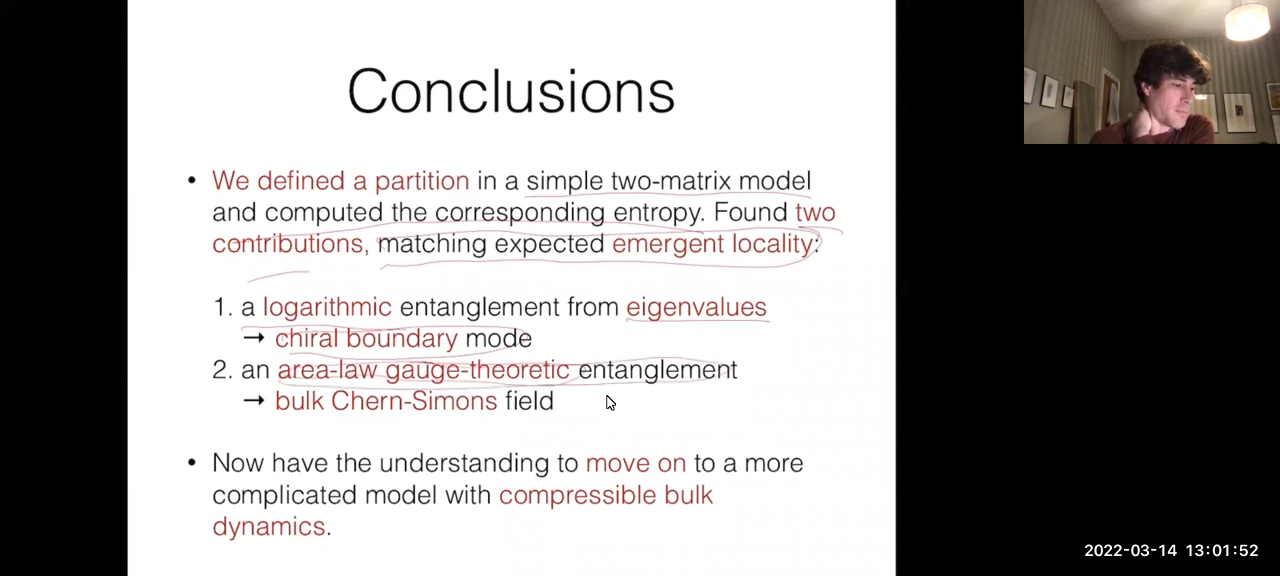 Conclusions
• We defined a partition in a simple two-matrix model
and computed the corresponding entropy. Found two
contributions, matching expected emergent locality:
1. a logarithmic entanglement from eigenvalues
→ chiral boundary mode
2. an area-law gauge-theoretic entanglement
→ bulk Chern-Simons field
• Now have the understanding to move on to a more
complicated model with compressible bulk
dynamics.
2022-03-14 13:01:52